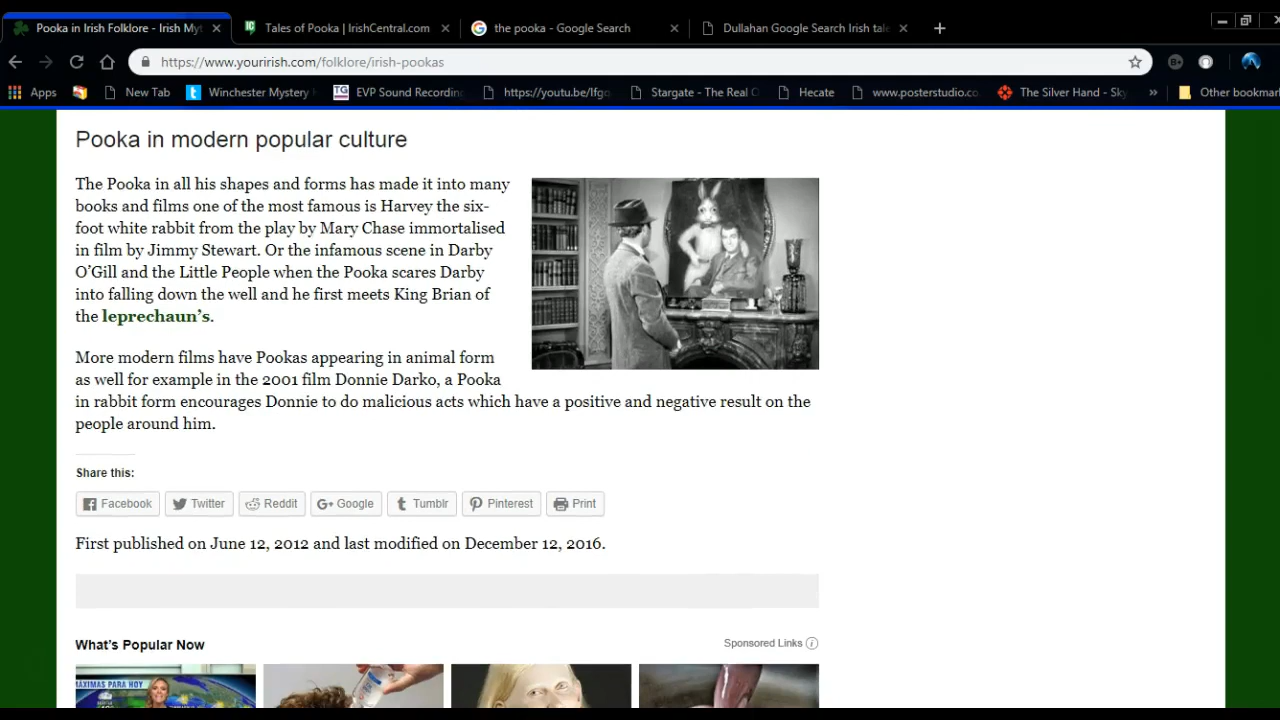 Pooka in Irish Folklore - Irish Myt
Tales of Pooka | IrishCentral.com
the pooka - Google Search
Dullahan Google Search Irish tale
https://www.yourirish.com/folklore/irish-pookas
Apps
New Tab
Winchester Mystery
TG
EVP Sound Recording
https://youtu.be/lfgq
Stargate - The Real O
Hecate
www.posterstudio.co
The Silver Hand - Sky
»
Other bookmar
Pooka in modern popular culture
The Pooka in all his shapes and forms has made it into many
books and films one of the most famous is Harvey the six-
foot white rabbit from the play by Mary Chase immortalised
in film by Jimmy Stewart. Or the infamous scene in Darby
O’Gill and the Little People when the Pooka scares Darby
into falling down the well and he first meets King Brian of
the leprechaun’s.
More modern films have Pookas appearing in animal form
as well for example in the 2001 film Donnie Darko, a Pooka
in rabbit form encourages Donnie to do malicious acts which have a positive and negative result on the
people around him.
Share this:
Facebook Twitter Reddit Google Tumblr Pinterest Print
First published on June 12, 2012 and last modified on December 12, 2016.
What’s Popular Now
Sponsored Links
MÁXIMAS PARA HOY